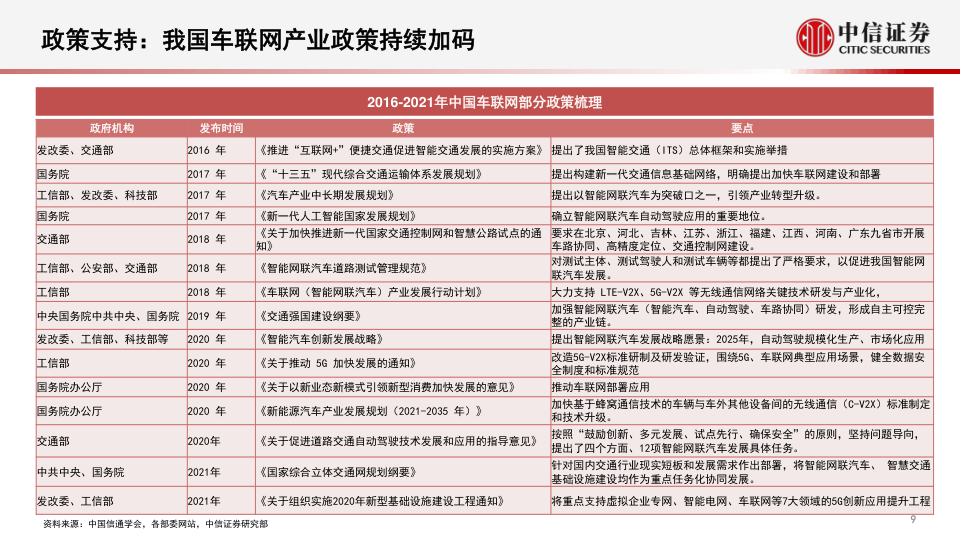 政策支持：我国车联网产业政策持续加码
中信证券
CITIC SECURITIES
2016-2021年中国车联网部分政策梳理
政府机构 发布时间 政策 要点
发改委、交通部 2016 年 《推进“互联网+”便捷交通促进智能交通发展的实施方案》 提出了我国智能交通（ITS）总体框架和实施举措
国务院 2017 年 《“十三五”现代综合交通运输体系发展规划》 提出构建新一代交通信息基础网络，明确提出加快车联网建设和部署
工信部、发改委、科技部 2017 年 《汽车产业中长期发展规划》 提出以智能网联汽车为突破口之一，引领产业转型升级。
国务院 2017 年 《新一代人工智能国家发展规划》 确立智能网联汽车自动驾驶应用的重要地位。
交通部 2018 年 《关于加快推进新一代国家交通控制网和智慧公路试点的通
知》 要求在北京、河北、吉林、江苏、浙江、福建、江西、河南、广东九省市开展
车路协同、高精度定位、交通控制网建设。
工信部、公安部、交通部 2018 年 《智能网联汽车道路测试管理规范》 对测试主体、测试驾驶人和测试车辆等都提出了严格要求，以促进我国智能网
联汽车发展。
工信部 2018 年 《车联网（智能网联汽车）产业发展行动计划》 大力支持 LTE-V2X、5G-V2X 等无线通信网络关键技术研发与产业化，
中央国务院中共中央、国务院 2019 年 《交通强国建设纲要》 加强智能网联汽车（智能汽车、自动驾驶、车路协同）研发，形成自主可控完
整的产业链。
发改委、工信部、科技部等 2020 年 《智能汽车创新发展战略》 提出智能网联汽车发展战略愿景：2025年，自动驾驶规模化生产、市场化应用
工信部 2020 年 《关于推动 5G 加快发展的通知》 改造5G-V2X标准研制及研发验证，围绕5G、车联网典型应用场景，健全数据安
全制度和标准规范
国务院办公厅 2020 年 《关于以新业态新模式引领新型消费加快发展的意见》 推动车联网部署应用
国务院办公厅 2020 年 《新能源汽车产业发展规划（2021-2035 年）》 加快基于蜂窝通信技术的车辆与车外其他设备间的无线通信（C-V2X）标准制定
和技术升级。
交通部 2020年 《关于促进道路交通自动驾驶技术发展和应用的指导意见》 按照“鼓励创新、多元发展、试点先行、确保安全”的原则，坚持问题导向，
提出了四个方面、12项智能网联汽车发展具体任务。
中共中央、国务院 2021年 《国家综合立体交通网规划纲要》 针对国内交通行业现实短板和发展需求作出部署，将智能网联汽车、 智慧交通
基础设施建设均作为重点任务化协同发展。
发改委、工信部 2021年 《关于组织实施2020年新型基础设施建设工程通知》 将重点支持虚拟企业专网、智能电网、车联网等7大领域的5G创新应用提升工程
资料来源：中国信通学会，各部委网站，中信证券研究部
9